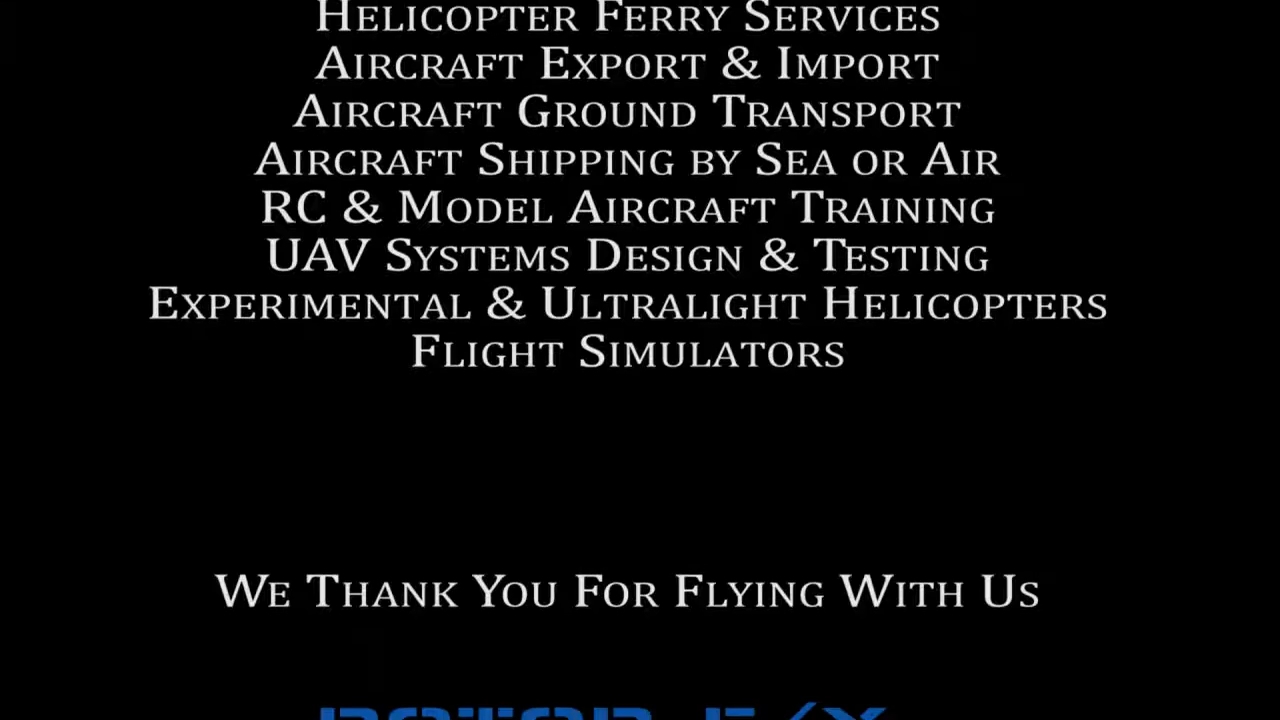 Helicopter Ferry Services
Aircraft Export & Import
Aircraft Ground Transport
Aircraft Shipping by Sea or Air
RC & Model Aircraft Training
UAV Systems Design & Testing
Experimental & Ultralight Helicopters
Flight Simulators
We Thank You For Flying With Us